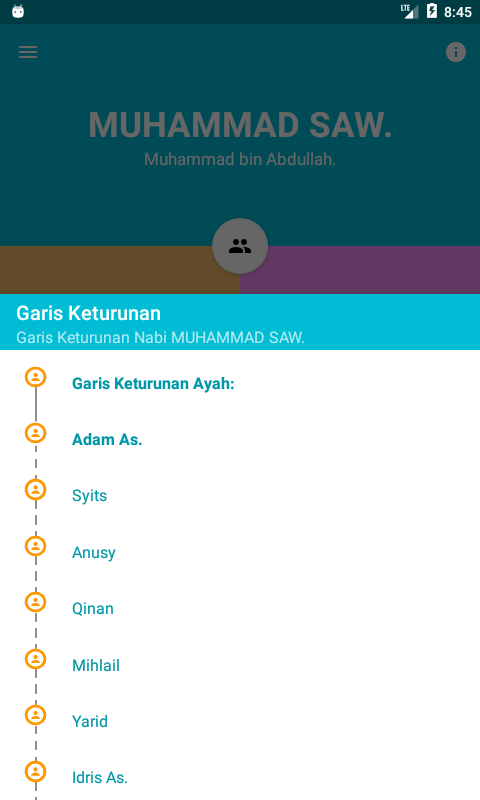 LTE 8:45
MUHAMMAD SAW.
Muhammad bin Abdullah.
Garis Keturunan
Garis Keturunan Nabi MUHAMMAD SAW.
Garis Keturunan Ayah:
Adam As.
Syits
Anusy
Qinan
Mihlail
Yarid
Idris As.